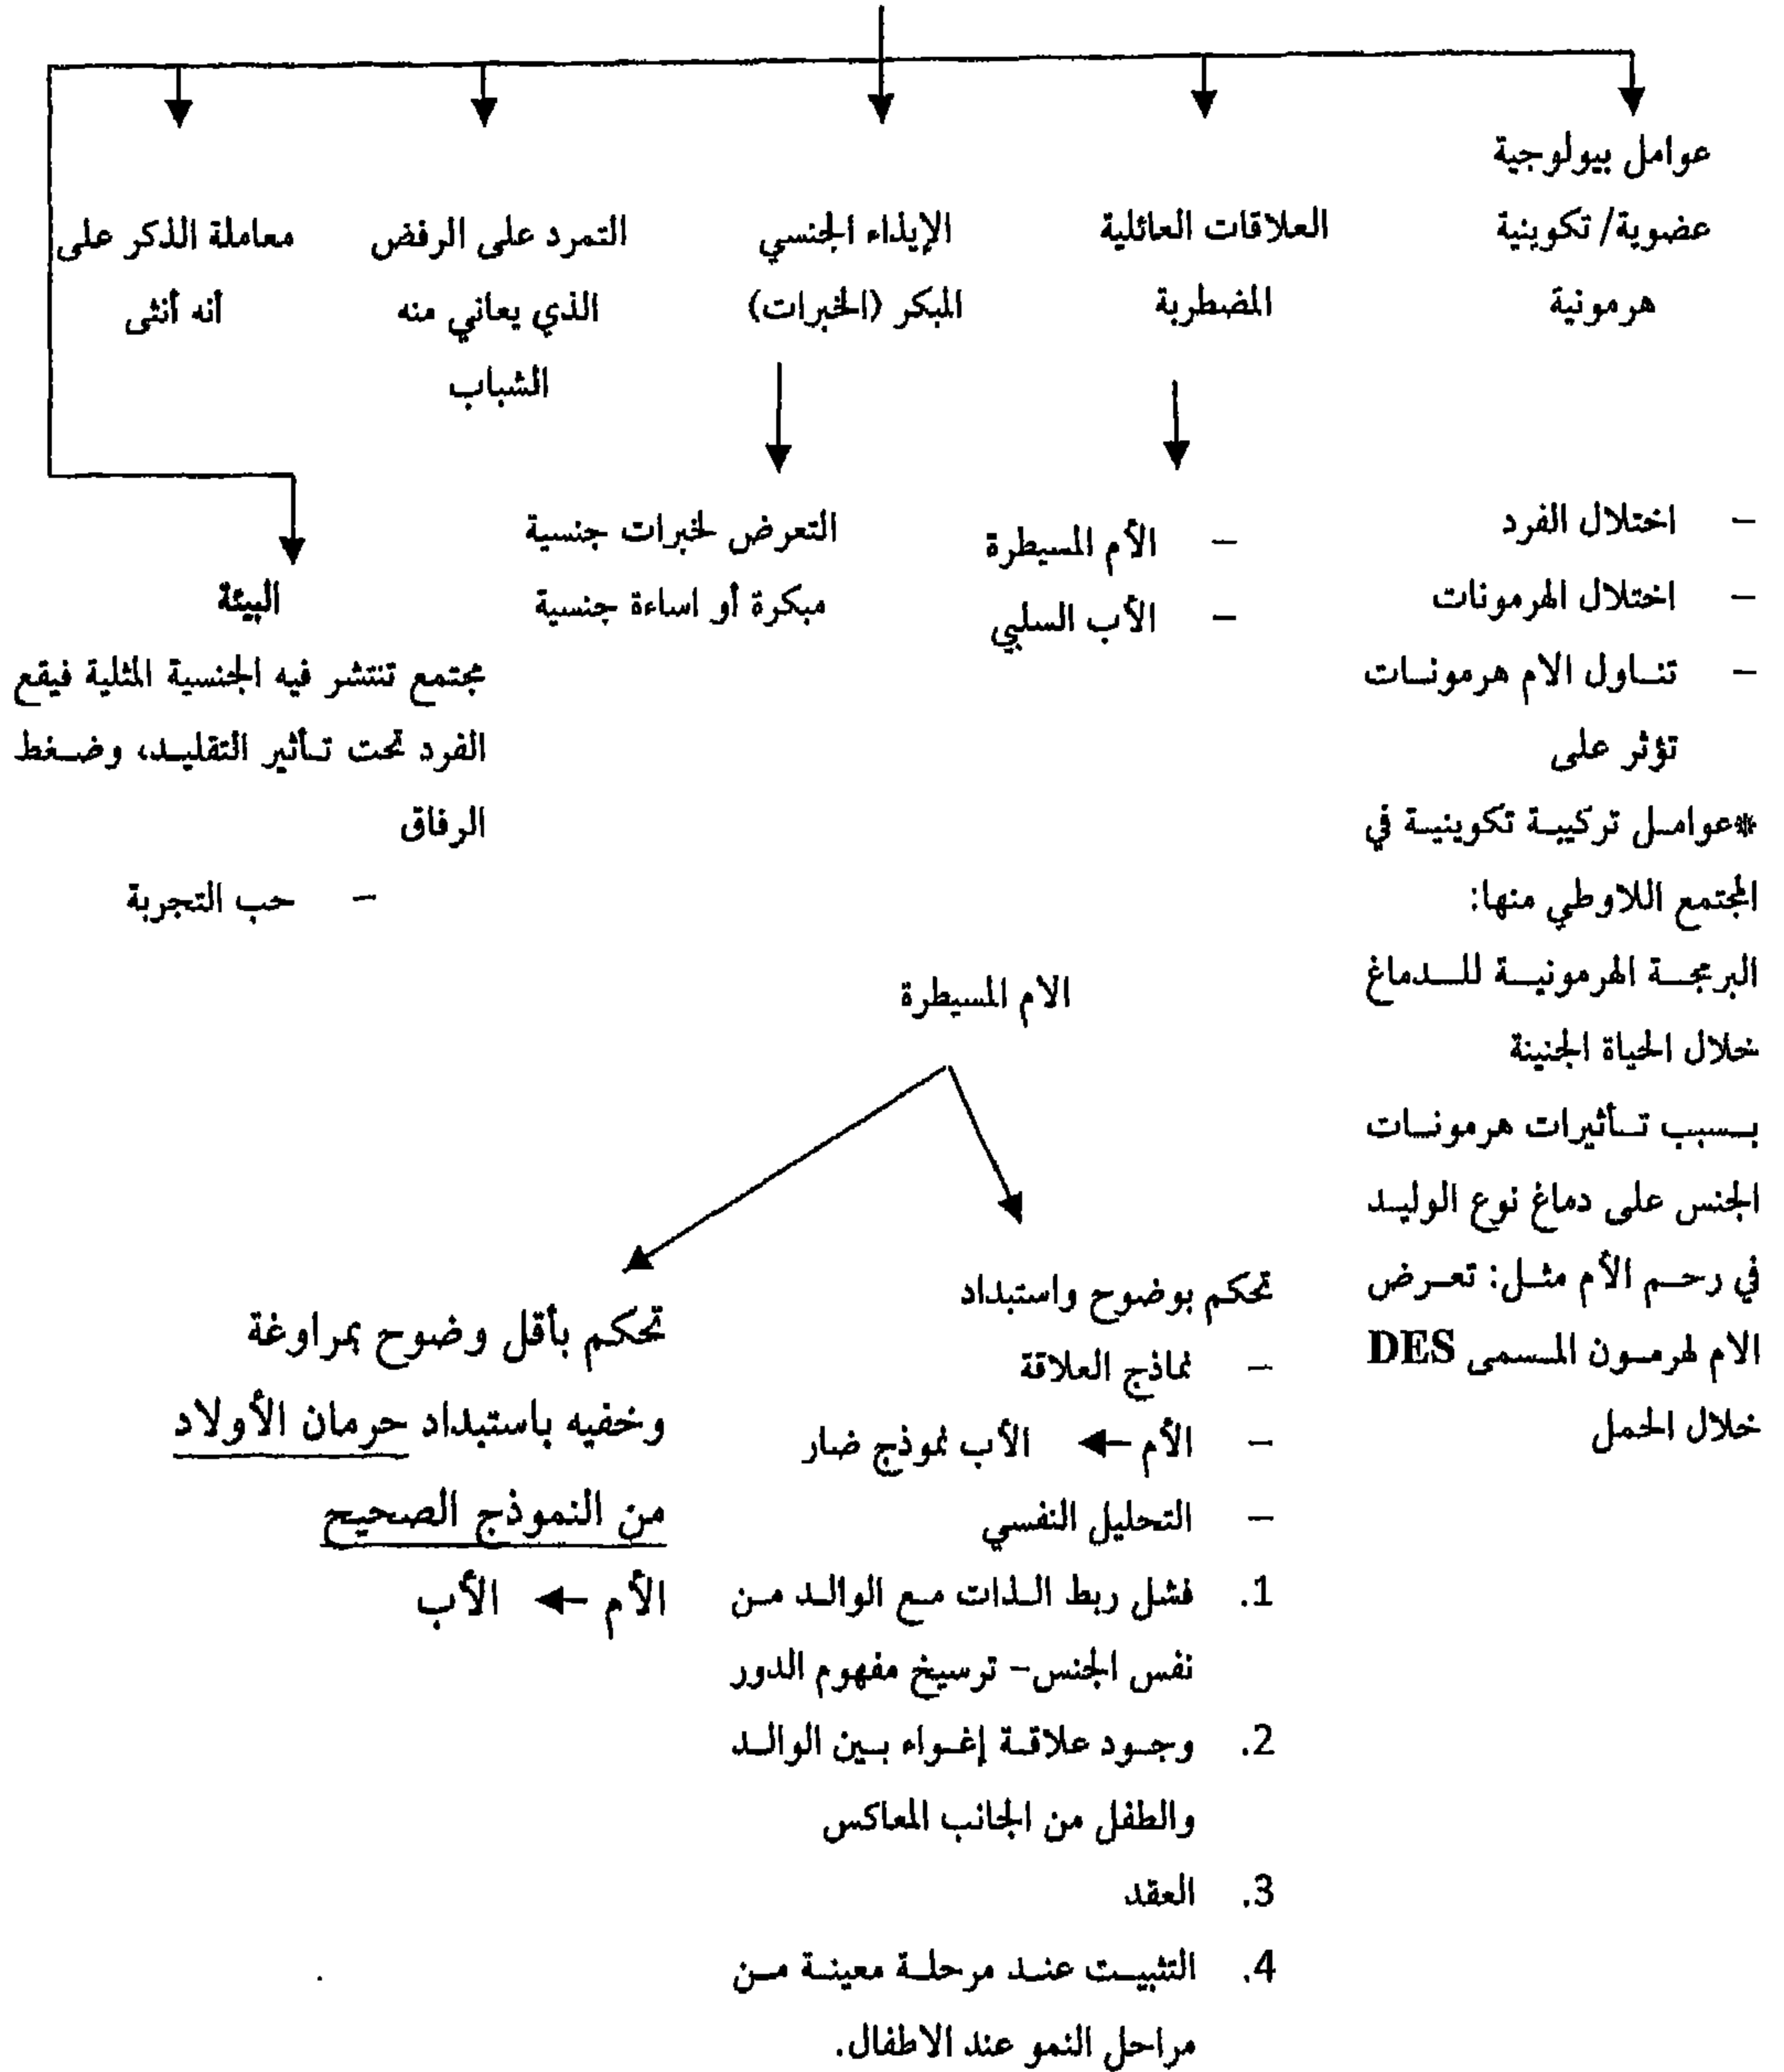 عوامل بيولوجية
عضوية/ تكوينية
هرمونية
العلاقات العائلية
المضطربة
الإيذاء الجنسي
المبكر (الخبرات)
التمرد على الرفض
الذي يعاني منه
الشباب
معاملة الذكر على
أنه أنثى
– اختلال الفرد
– اختلال الهرمونات
– تناول الام هرمونات
تؤثر على
*عوامل تركيبة تكوينية في
المجتمع اللاوطي منها:
البرمجة الهرمونية للدماغ
خلال الحياة الجنينة
بسبب تأثيرات هرمونات
الجنس على دماغ نوع الوليد
في رحم الأم مثل: تعرض
الام لهرمون المسمى DES
خلال الحمل
– الأم المسيطرة
– الأب السلبي
التعرض لخبرات جنسية
مبكرة أو اساءة جنسية
البيئة
مجتمع تنتشر فيه الجنسية المثلية فيقع
الفرد تحت تأثير التقليد، وضغط
الرفاق
– حب التجربة
الام المسيطرة
تحكم بوضوح واستبداد
– نماذج العلاقة
– الأم ← الأب نموذج ضار
– التحليل النفسي
1. فشل ربط الذات مع الوالد من
نفس الجنس– ترسيخ مفهوم الدور
2. وجود علاقة إغواء بين الوالد
والطفل من الجانب المعاكس
3. العقد
4. التثبيت عند مرحلة معينة من
مراحل النمو عند الاطفال.
تحكم بأقل وضوح بمراوغة
وخفيه باستبداد حرمان الأولاد
من النموذج الصحيح
الأم ← الأب